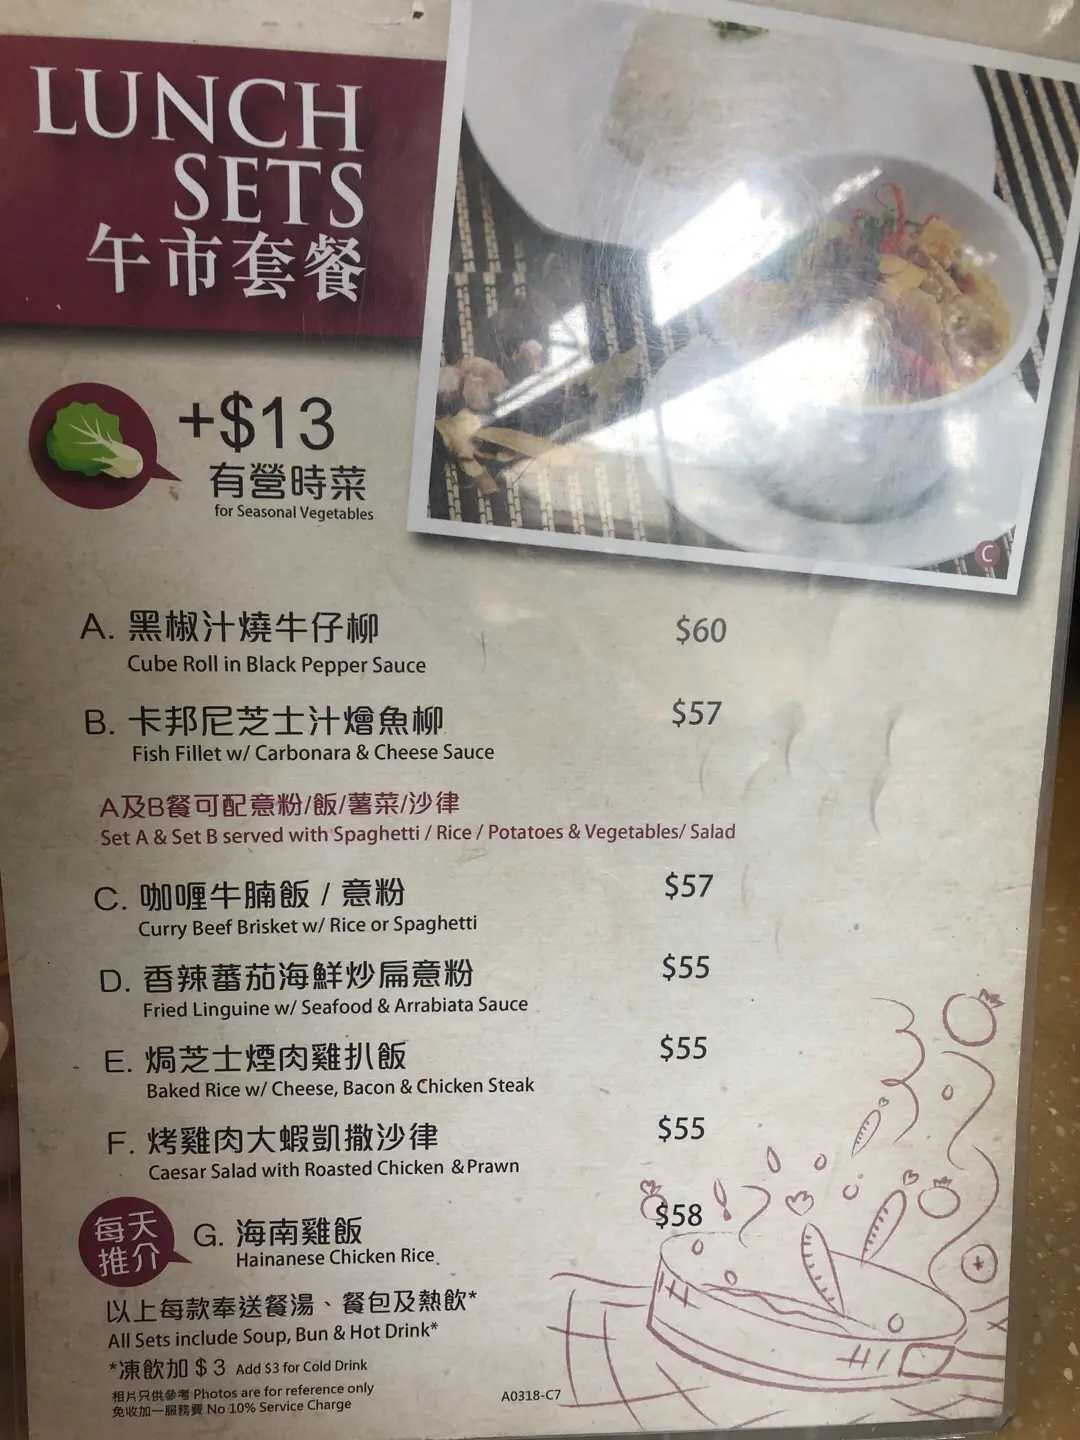 LUNCH
SETS
午市套餐
+$13
有營時菜
for Seasonal Vegetables
C
A. 黑椒汁燒牛仔柳 $60
Cube Roll in Black Pepper Sauce
B. 卡邦尼芝士汁燴魚柳 $57
Fish Fillet w/ Carbonara & Cheese Sauce
A及B餐可配意粉/飯/薯菜/沙律
Set A & Set B served with Spaghetti / Rice / Potatoes & Vegetables/ Salad
C. 咖喱牛腩飯 / 意粉 $57
Curry Beef Brisket w/ Rice or Spaghetti
D. 香辣蕃茄海鮮炒扁意粉 $55
Fried Linguine w/ Seafood & Arrabiata Sauce
E. 焗芝士煙肉雞扒飯 $55
Baked Rice w/ Cheese, Bacon & Chicken Steak
F. 烤雞肉大蝦凱撒沙律 $55
Caesar Salad with Roasted Chicken & Prawn
每天
推介
G. 海南雞飯 $58
Hainanese Chicken Rice
以上每款奉送餐湯、餐包及熱飲*
All Sets include Soup, Bun & Hot Drink*
*凍飲加 $3 Add $3 for Cold Drink
相片只供參考 Photos are for reference only
免收加一服務費 No 10% Service Charge
A0318-C7